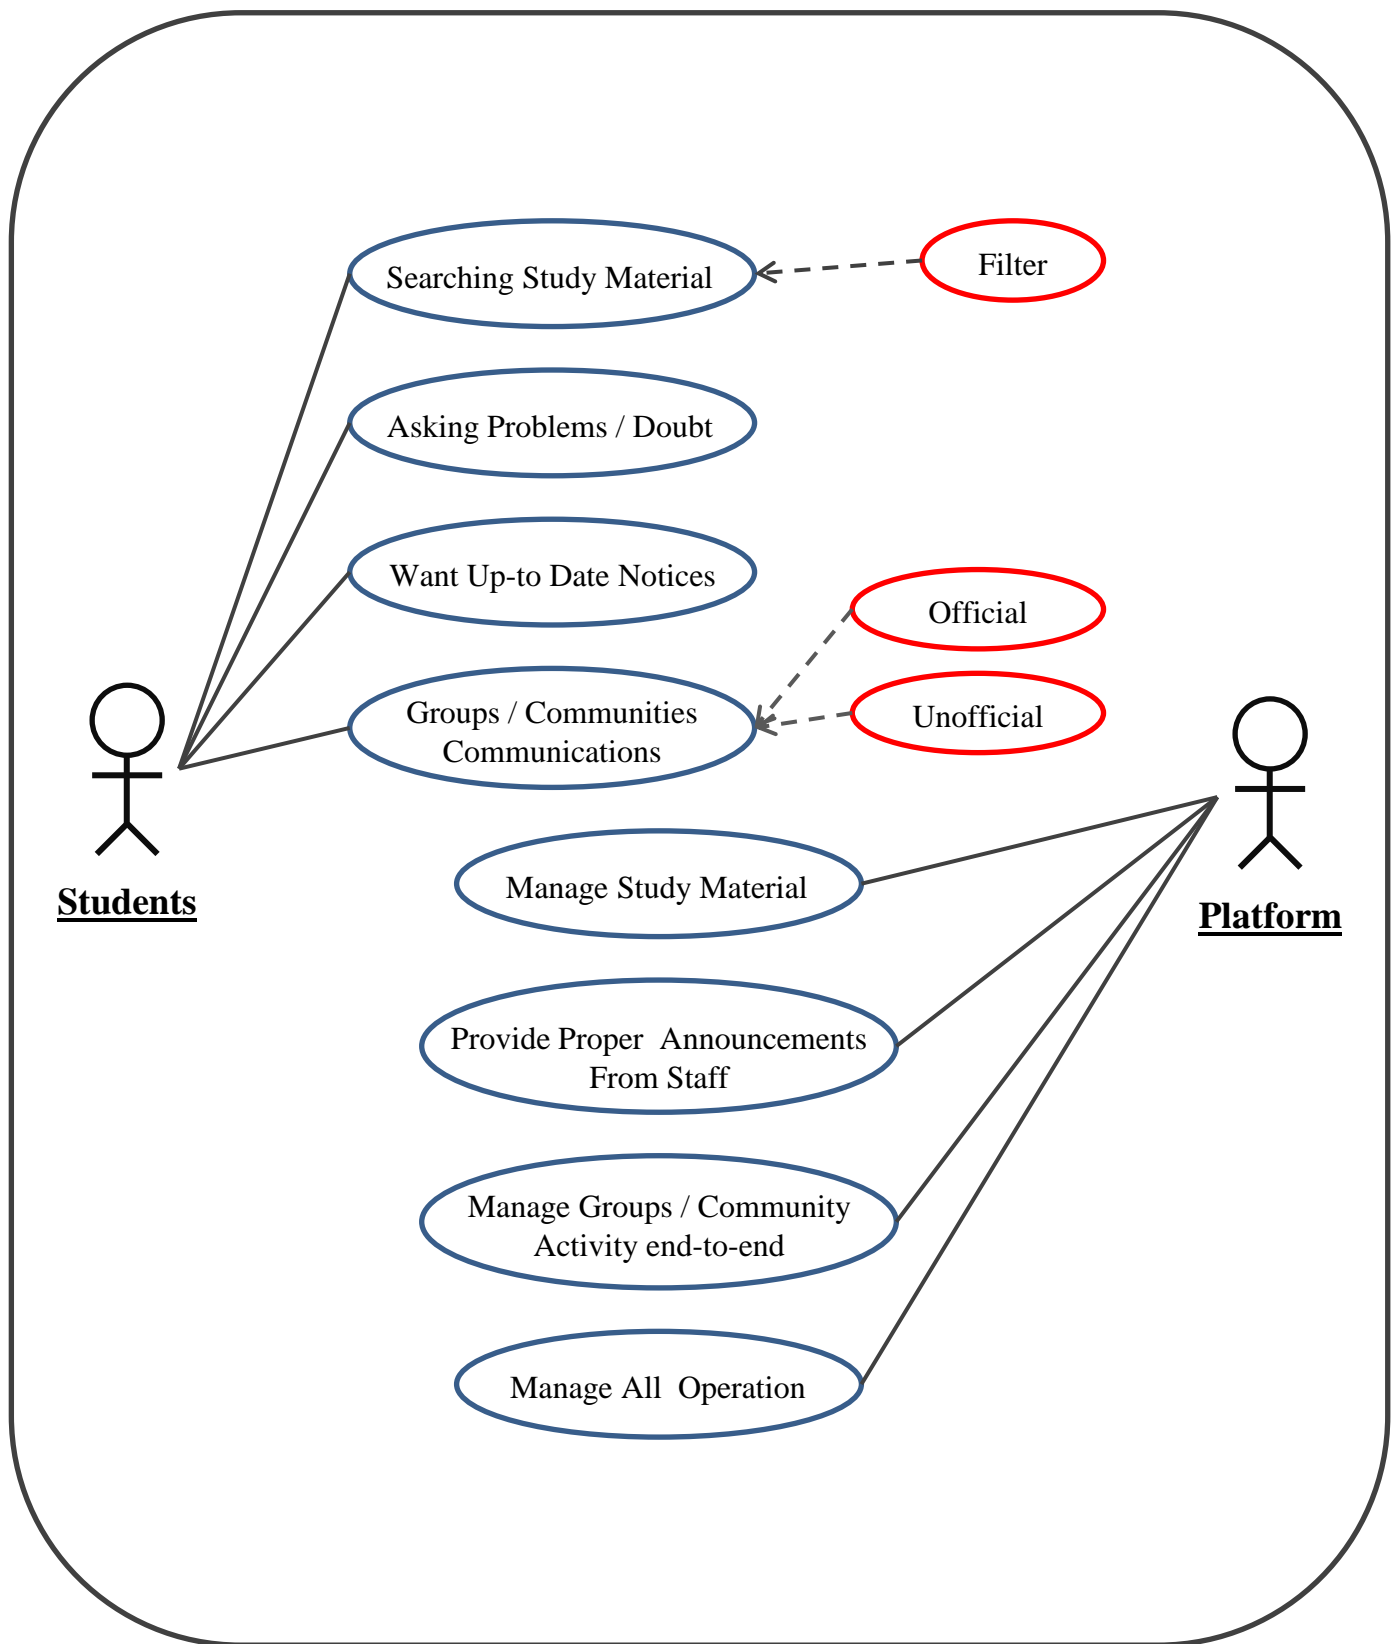 Searching Study Material
Filter
Asking Problems / Doubt
Want Up-to Date Notices
Official
Groups / Communities
Communications
Unofficial
Manage Study Material
Students
Platform
Provide Proper  Announcements
From Staff
Manage Groups / Community
Activity end-to-end
Manage All  Operation